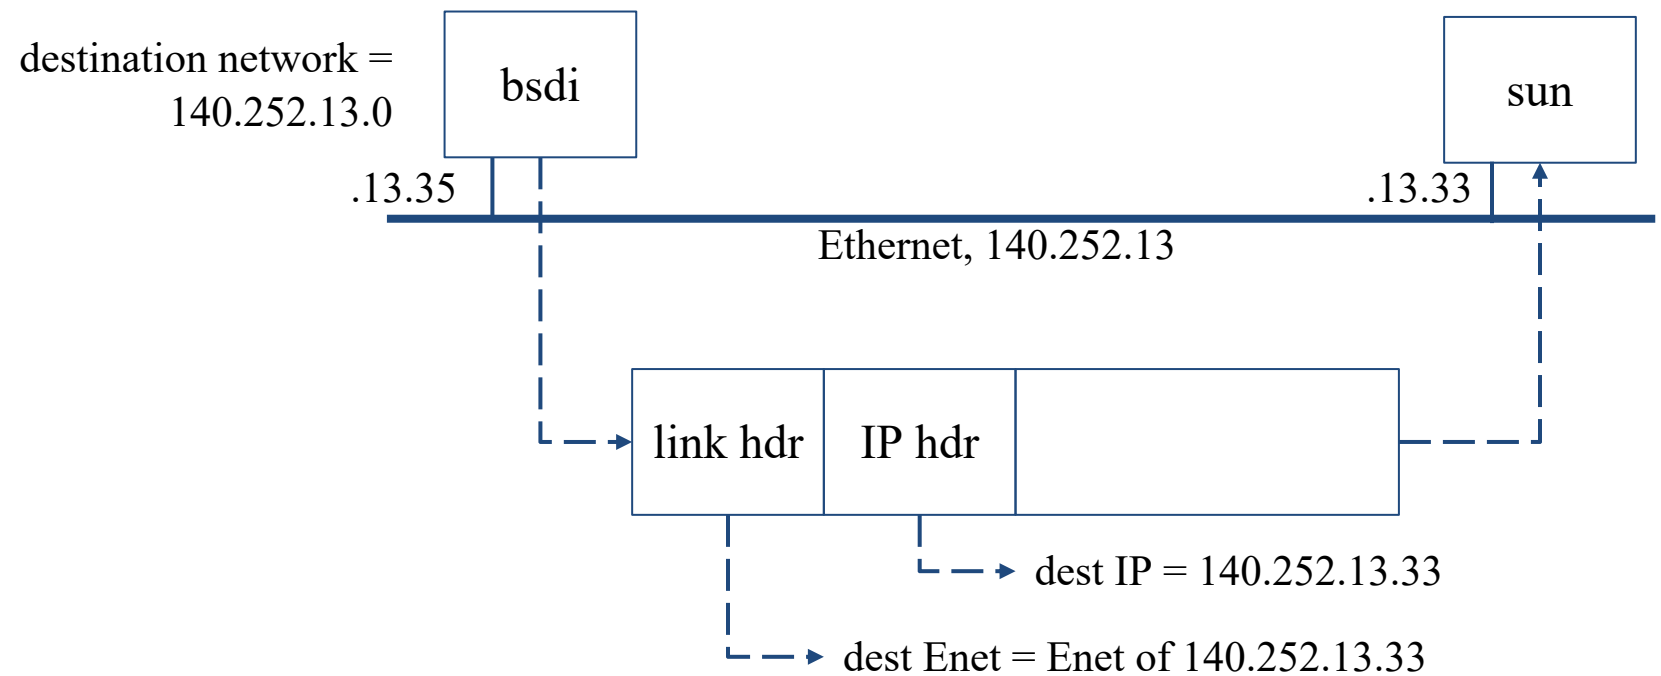 destination network =
140.252.13.0
bsdi
sun
.13.35
.13.33
Ethernet, 140.252.13
link hdr
IP hdr
dest IP = 140.252.13.33
dest Enet = Enet of 140.252.13.33